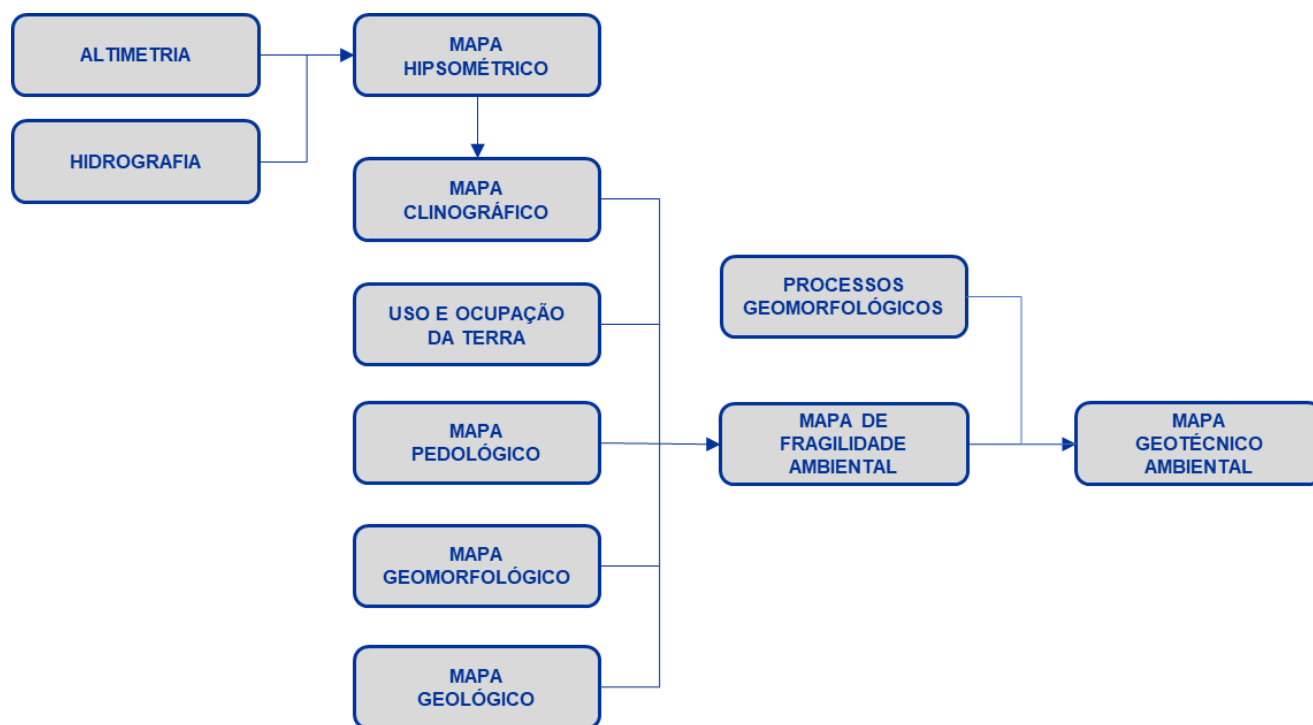 ALTIMETRIA
MAPA
HIPSOMÉTRICO
HIDROGRAFIA
MAPA
CLINOGRÁFICO
USO E OCUPAÇÃO
DA TERRA
PROCESSOS
GEOMORFOLÓGICOS
MAPA
PEDOLÓGICO
MAPA DE
FRAGILIDADE
AMBIENTAL
MAPA
GEOTÉCNICO
AMBIENTAL
MAPA
GEOMORFOLÓGICO
MAPA
GEOLÓGICO